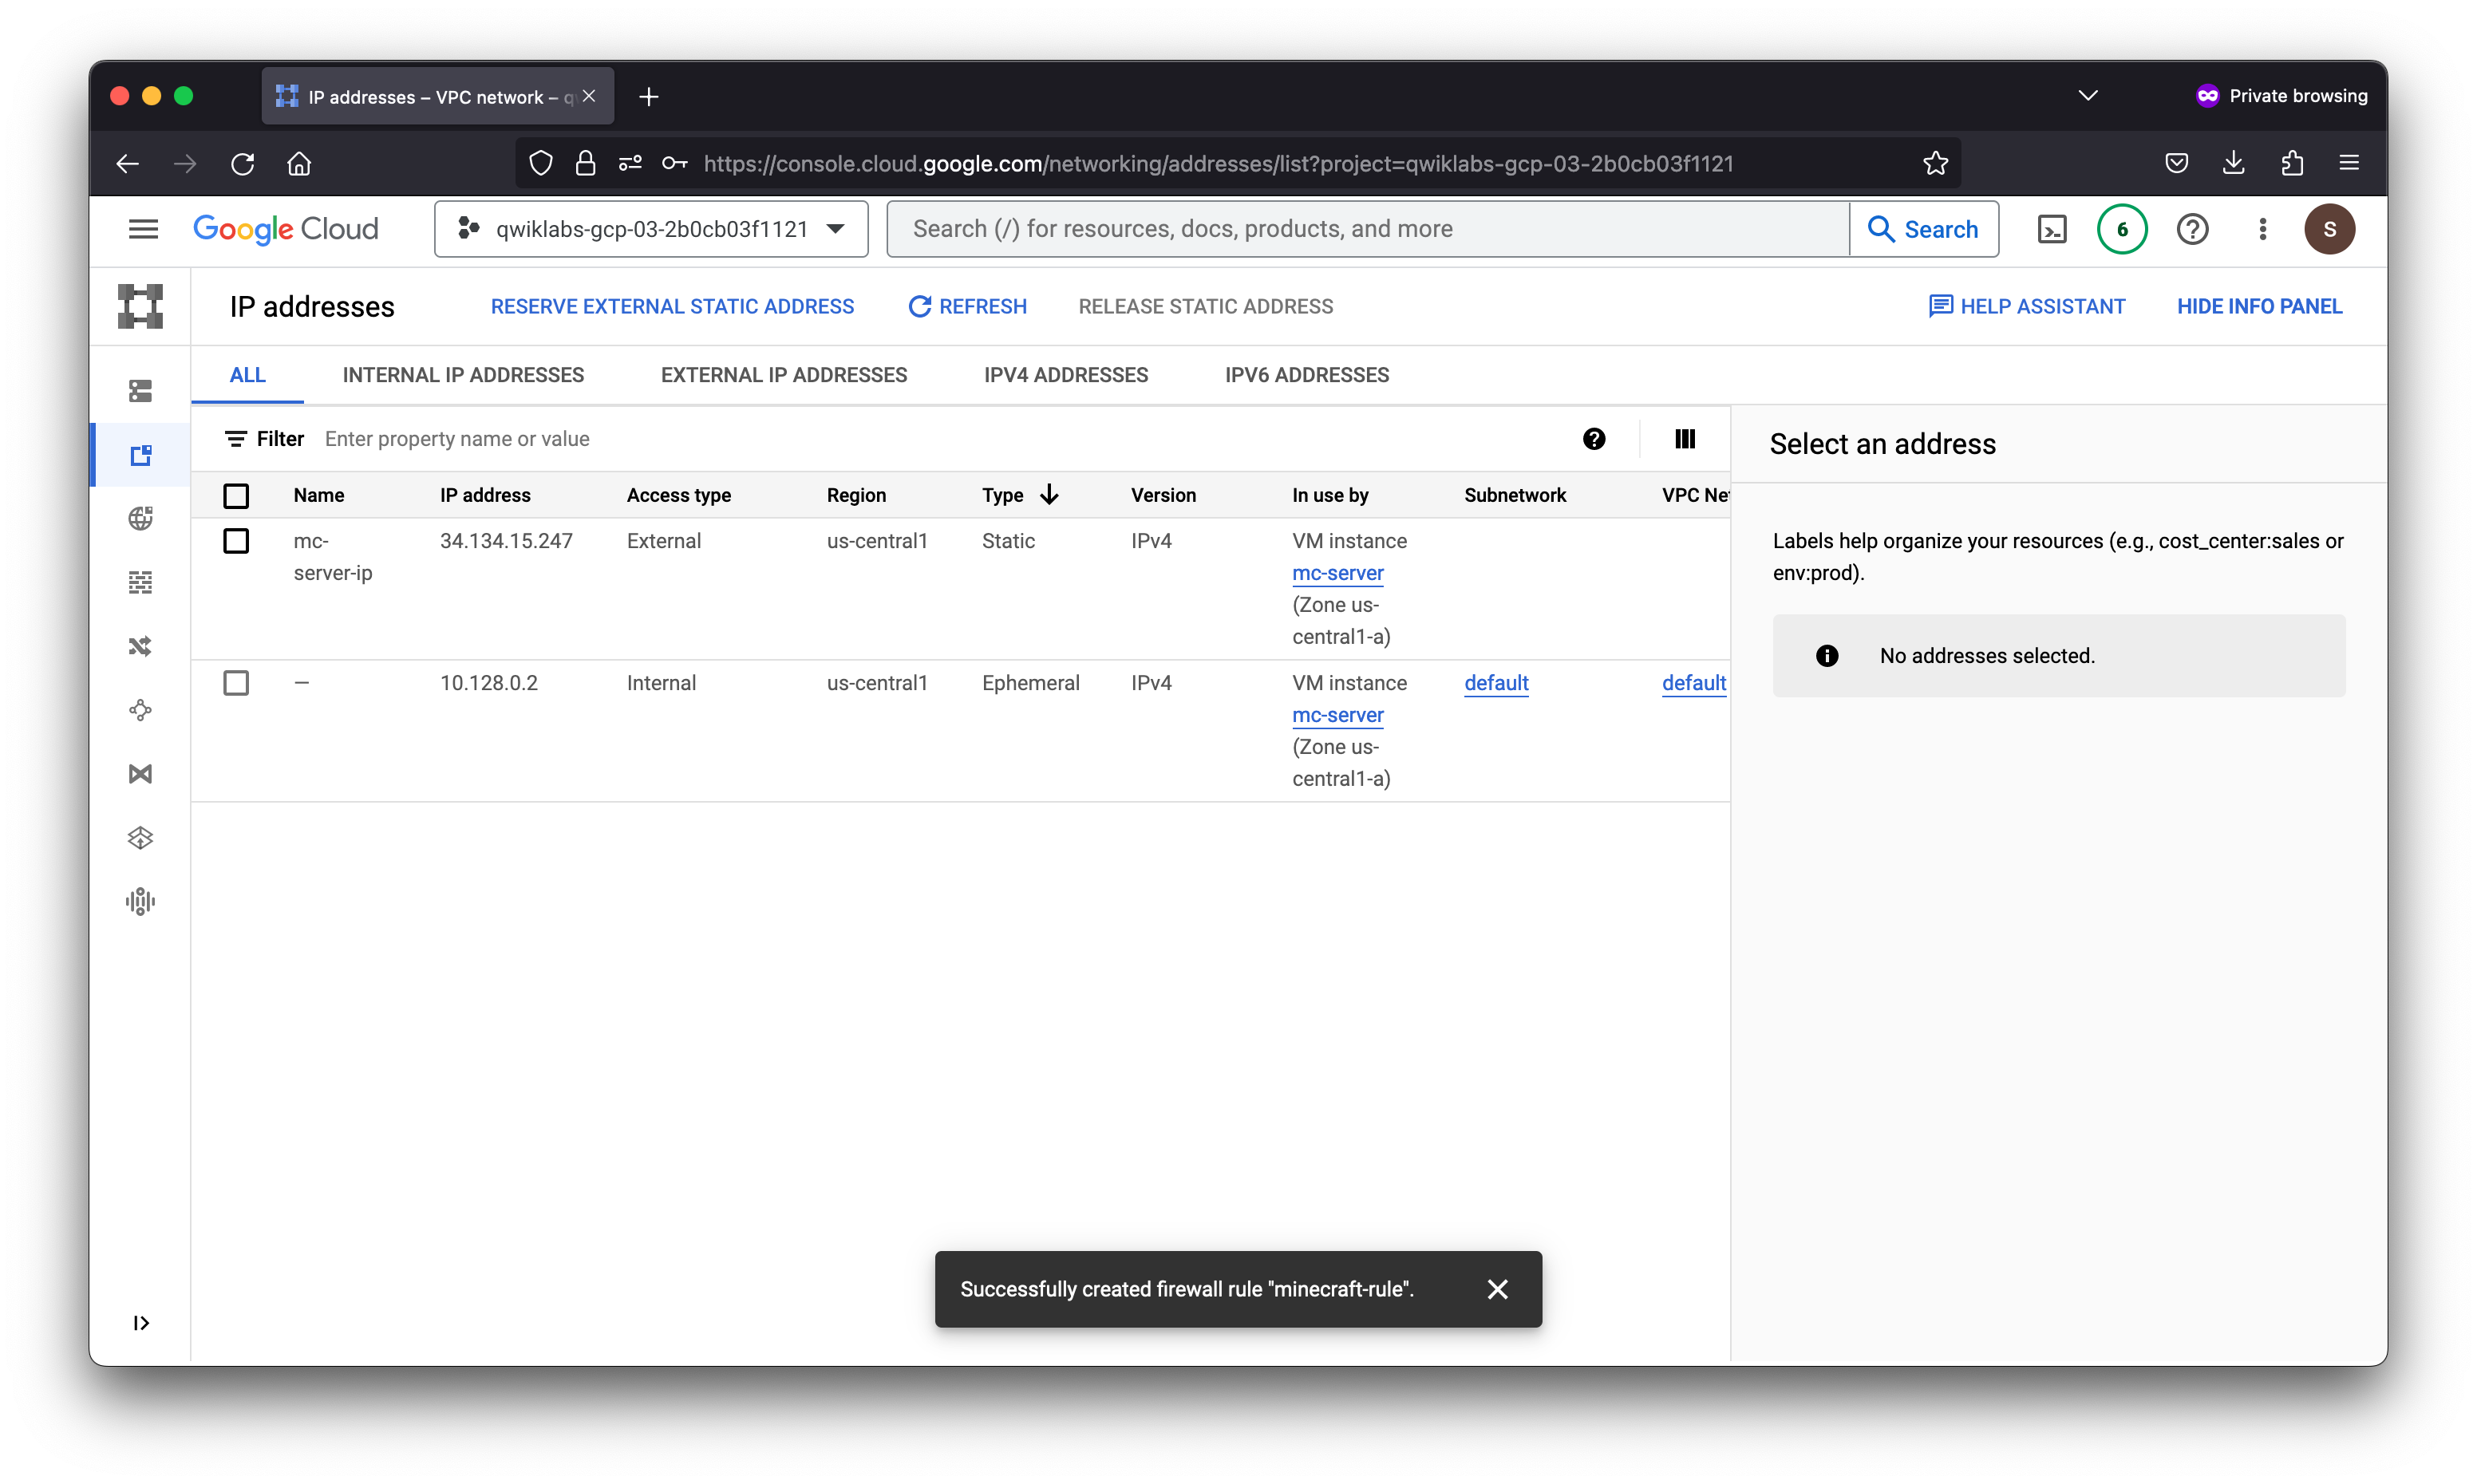 IP addresses – VPC network – q
Private browsing
https://console.cloud.google.com/networking/addresses/list?project=qwiklabs-gcp-03-2b0cb03f1121
Google Cloud
qwiklabs-gcp-03-2b0cb03f1121
Search (/) for resources, docs, products, and more
Search
6
S
IP addresses
RESERVE EXTERNAL STATIC ADDRESS
REFRESH
RELEASE STATIC ADDRESS
HELP ASSISTANT
HIDE INFO PANEL
ALL
INTERNAL IP ADDRESSES
EXTERNAL IP ADDRESSES
IPV4 ADDRESSES
IPV6 ADDRESSES
Filter
Enter property name or value
Name IP address Access type Region Type Version In use by Subnetwork VPC Net
mc- 34.134.15.247 External us-central1 Static IPv4 VM instance
server-ip mc-server
(Zone us-
central1-a)
— 10.128.0.2 Internal us-central1 Ephemeral IPv4 VM instance default default
mc-server
(Zone us-
central1-a)
Select an address
Labels help organize your resources (e.g., cost_center:sales or
env:prod).
No addresses selected.
Successfully created firewall rule "minecraft-rule".